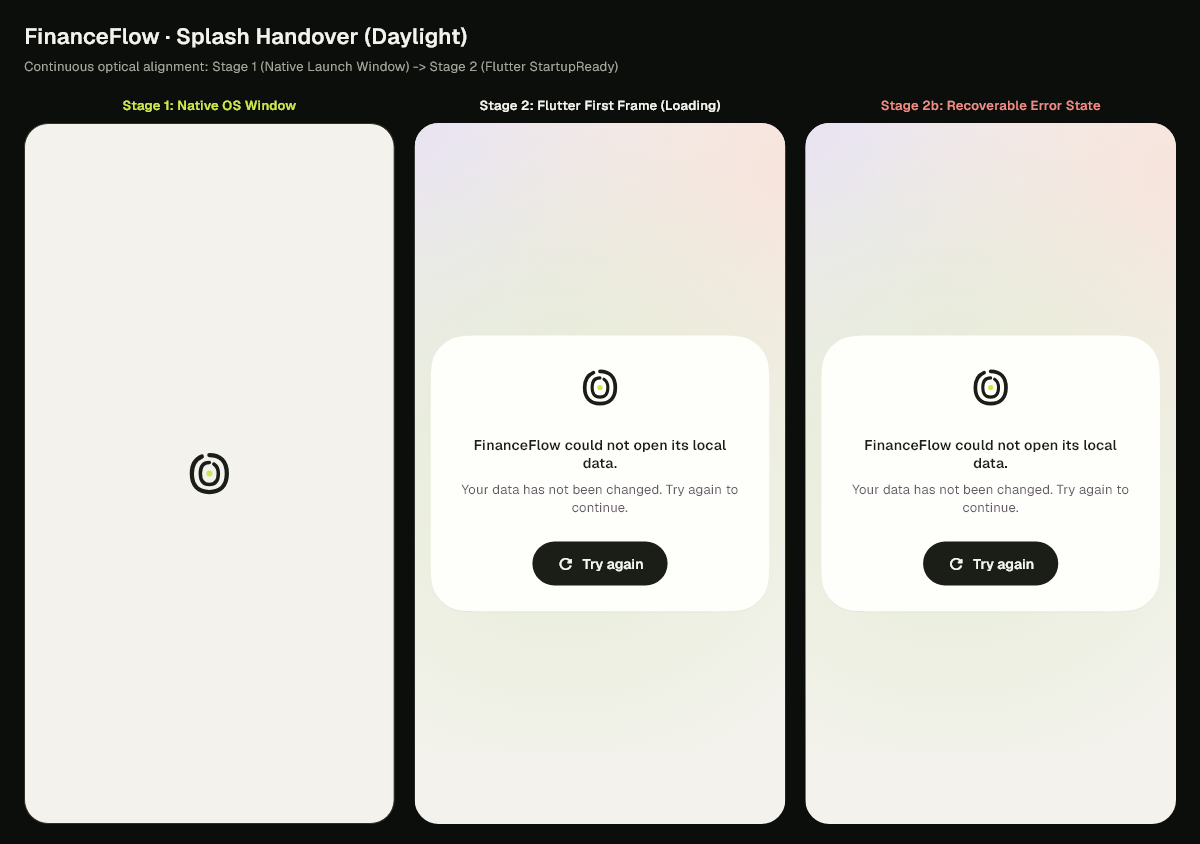 FinanceFlow · Splash Handover (Daylight)
Continuous optical alignment: Stage 1 (Native Launch Window) -> Stage 2 (Flutter StartupReady)
Stage 1: Native OS Window
Stage 2: Flutter First Frame (Loading)
FinanceFlow could not open its local
data.
Your data has not been changed. Try again to
continue.
Try again
Stage 2b: Recoverable Error State
FinanceFlow could not open its local
data.
Your data has not been changed. Try again to
continue.
Try again